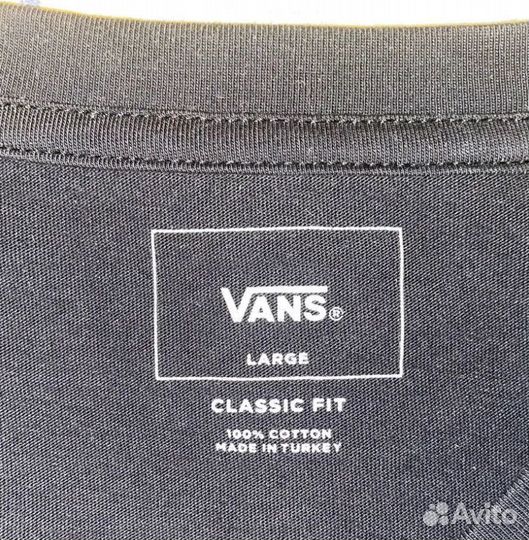 VANS®
LARGE
CLASSIC FIT
100% COTTON
MADE IN TURKEY
Avito